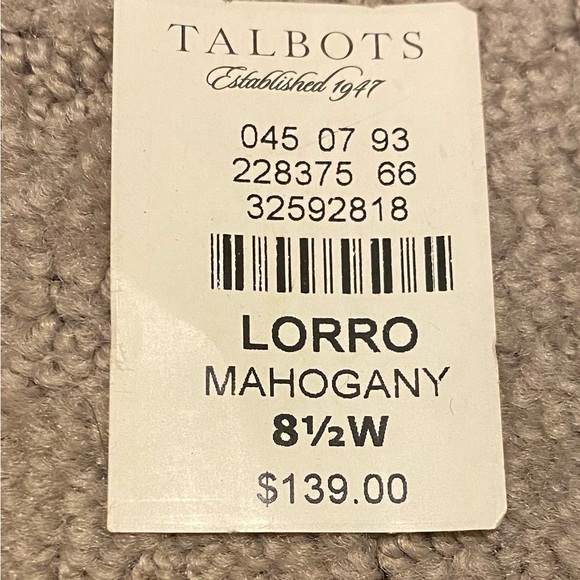 TALBOTS
Established 1947
045 07 93
228375 66
32592818
LORRO
MAHOGANY
8½W
$139.00